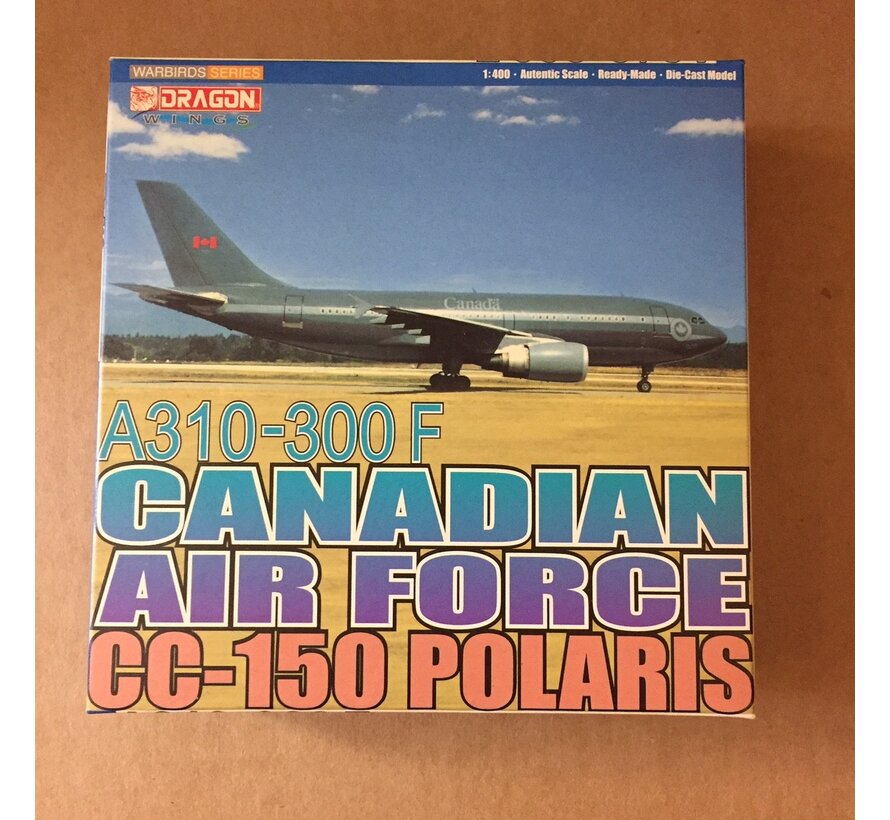 WARBIRDS SERIES
1:400 · Autentic Scale · Ready-Made · Die-Cast Model
DRAGON
WINGS
Canada
A310-300 F
CANADIAN
AIR FORCE
CC-150 POLARIS